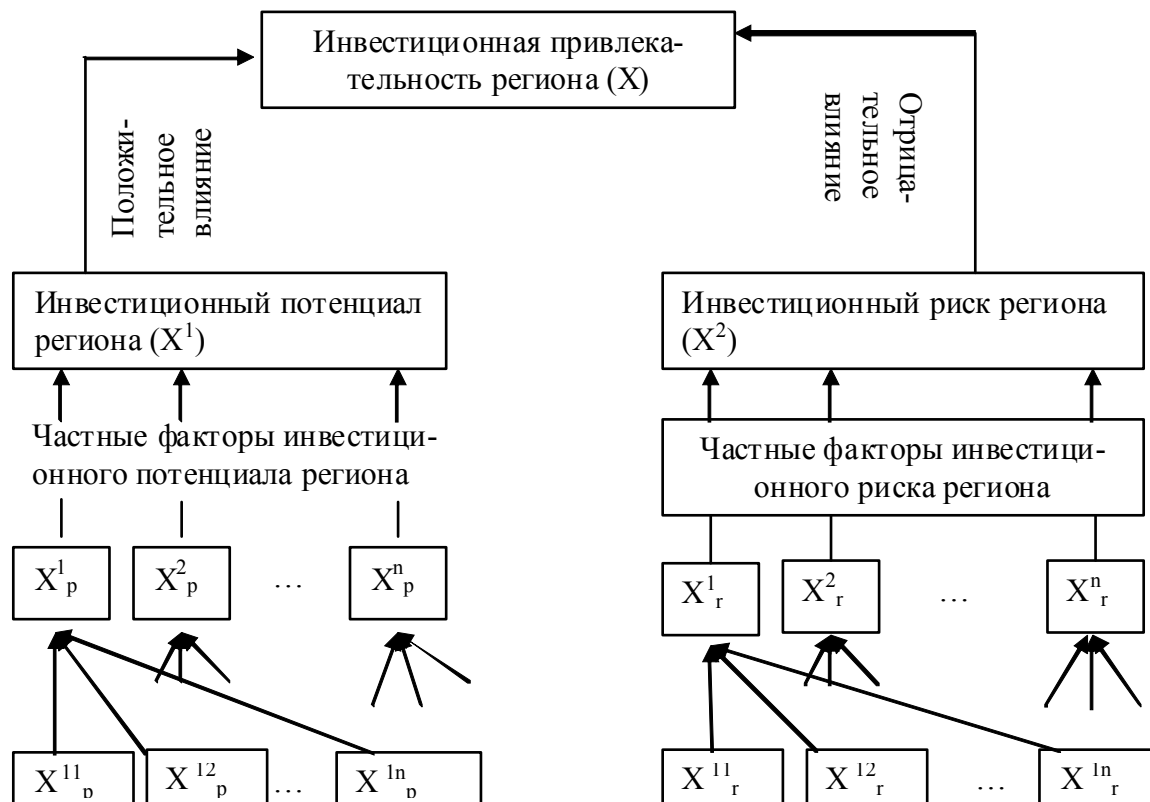 Инвестиционная привлека-
тельность региона (X)
Положи-
тельное
влияние
Отрица-
тельное
влияние
Инвестиционный потенциал
региона (X¹)
Инвестиционный риск региона
(X²)
Частные факторы инвестици-
онного потенциала региона
Частные факторы инвестици-
онного риска региона
X¹ₚ X²ₚ … Xⁿₚ
X¹ᵣ X²ᵣ … Xⁿᵣ
X¹¹ₚ X¹²ₚ … X¹ⁿₚ
X¹¹ᵣ X¹²ᵣ … X¹ⁿᵣ